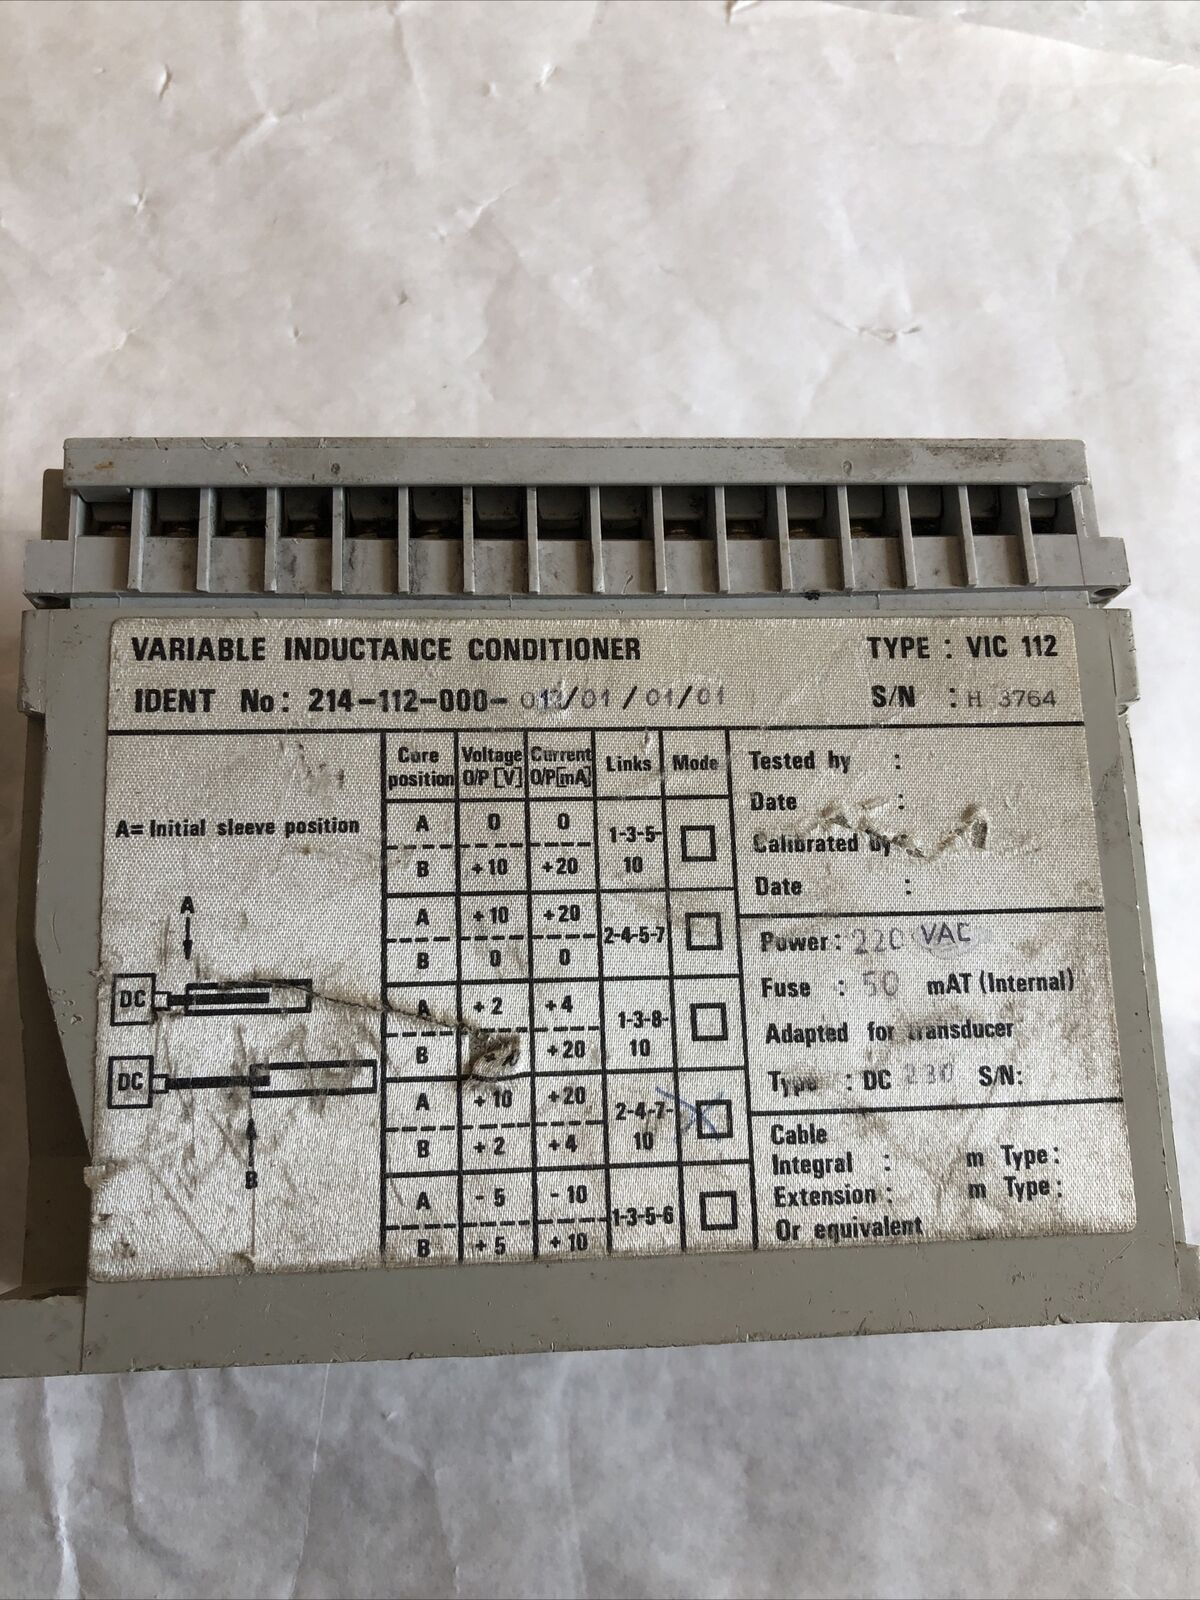 VARIABLE INDUCTANCE CONDITIONER TYPE : VIC 112
IDENT No: 214-112-000- /01 / 01/01 S/N : H 3764
Core position Voltage O/P [V] Current O/P[mA] Links Mode
A 0 0 1-3-5-10
B +10 +20
A +10 +20 2-4-5-7
B 0 0
A +2 +4 1-3-8-10
B +20
A +10 +20 2-4-7-10
B +2 +4
A -5 -10 1-3-5-6
B +5 +10
A= Initial sleeve position
A
DC
DC
B
Tested by :
Date :
Calibrated by
Date :
Power: 220 VAC
Fuse : 50 mAT (Internal)
Adapted for transducer
Type : DC S/N:
Cable
Integral : m Type:
Extension : m Type:
Or equivalent